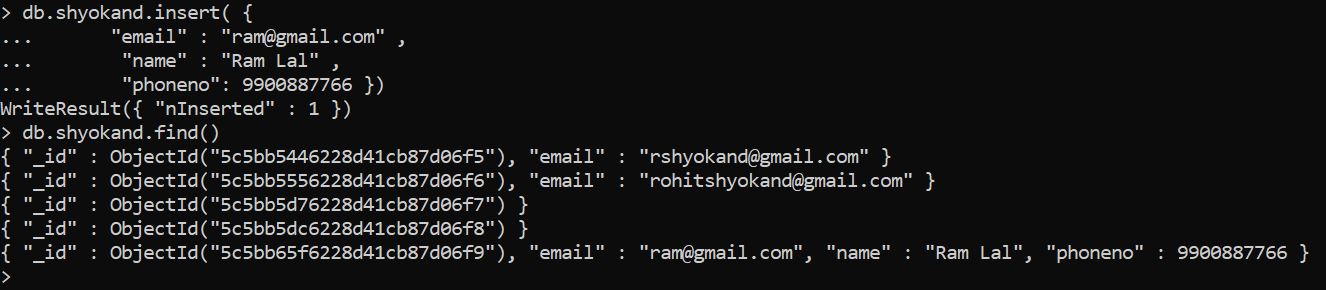 > db.shyokand.insert( {
...       "email" : "ram@gmail.com" ,
...        "name" : "Ram Lal" ,
...        "phoneno": 9900887766 })
WriteResult({ "nInserted" : 1 })
> db.shyokand.find()
{ "_id" : ObjectId("5c5bb5446228d41cb87d06f5"), "email" : "rshyokand@gmail.com" }
{ "_id" : ObjectId("5c5bb5556228d41cb87d06f6"), "email" : "rohitshyokand@gmail.com" }
{ "_id" : ObjectId("5c5bb5d76228d41cb87d06f7") }
{ "_id" : ObjectId("5c5bb5dc6228d41cb87d06f8") }
{ "_id" : ObjectId("5c5bb65f6228d41cb87d06f9"), "email" : "ram@gmail.com", "name" : "Ram Lal", "phoneno" : 9900887766 }
>